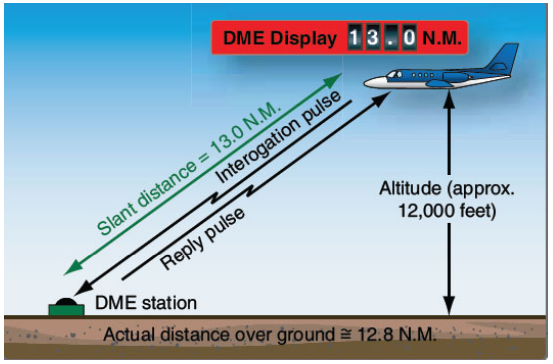 DME Display 13.0 N.M.
Slant distance = 13.0 N.M.
Interogation pulse
Reply pulse
Altitude (approx.
12,000 feet)
DME station
Actual distance over ground ≅ 12.8 N.M.